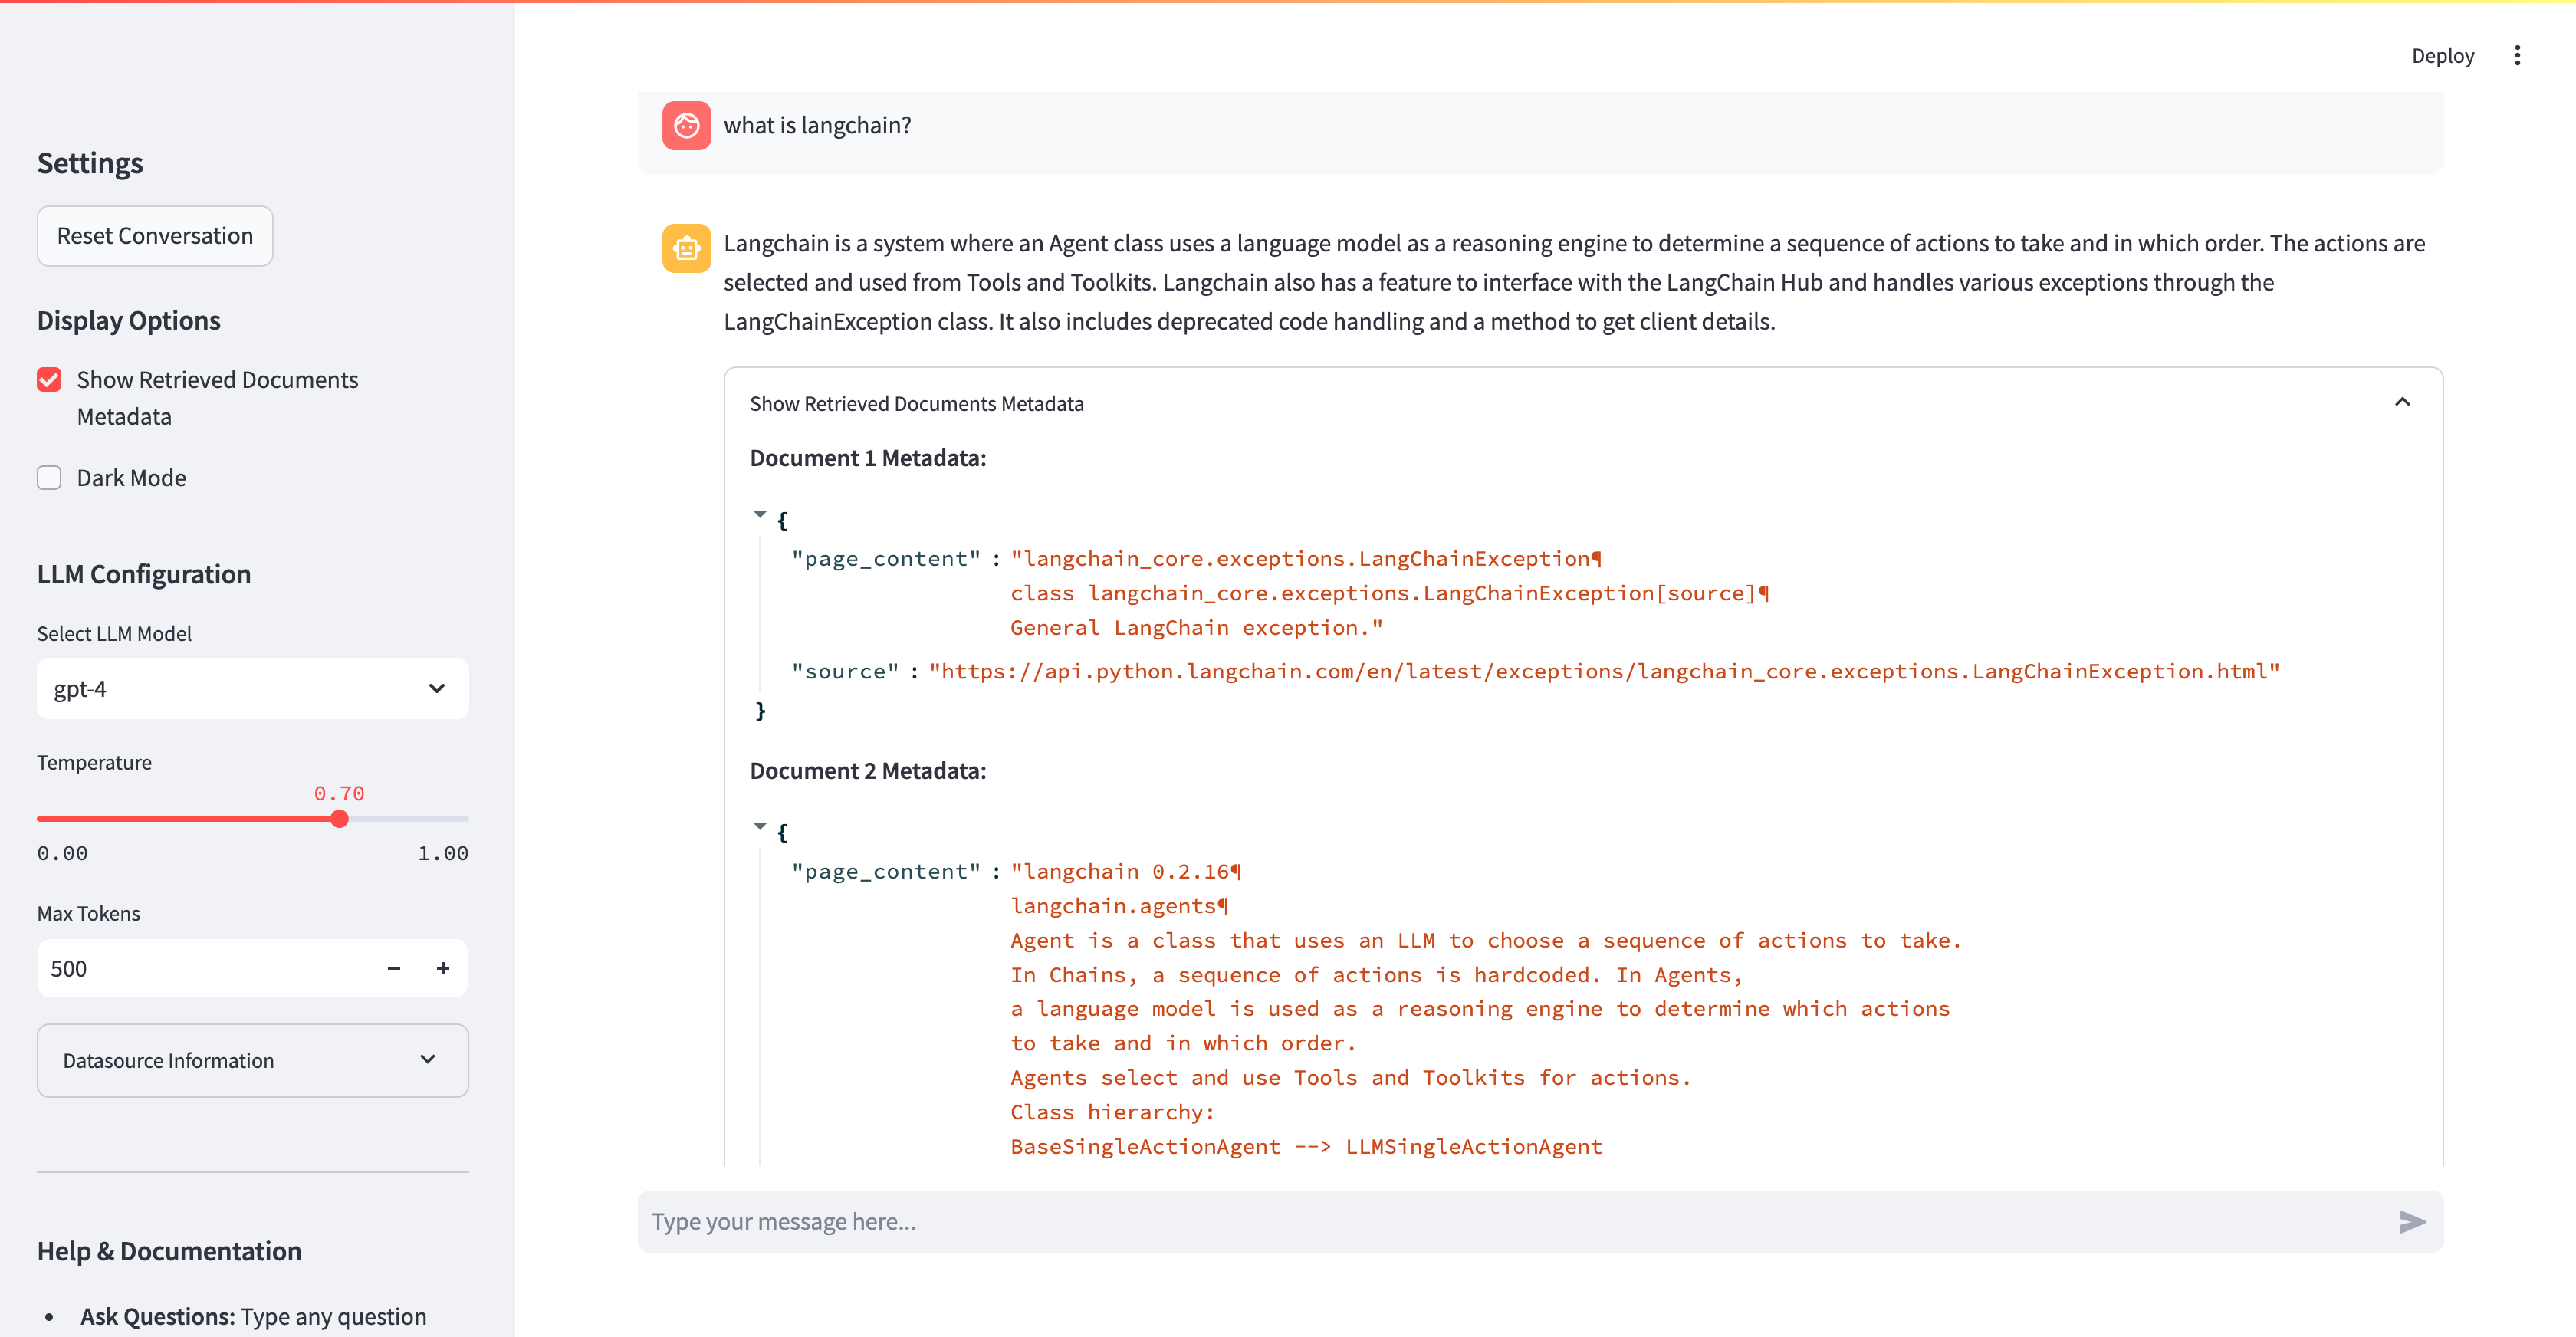 Deploy
Settings
Reset Conversation
Display Options
Show Retrieved Documents
Metadata
Dark Mode
LLM Configuration
Select LLM Model
gpt-4
Temperature
0.70
0.00 1.00
Max Tokens
500 − +
Datasource Information
Help & Documentation
• Ask Questions: Type any question
what is langchain?
Langchain is a system where an Agent class uses a language model as a reasoning engine to determine a sequence of actions to take and in which order. The actions are
selected and used from Tools and Toolkits. Langchain also has a feature to interface with the LangChain Hub and handles various exceptions through the
LangChainException class. It also includes deprecated code handling and a method to get client details.
Show Retrieved Documents Metadata
Document 1 Metadata:
{
"page_content" : "langchain_core.exceptions.LangChainException¶
class langchain_core.exceptions.LangChainException[source]¶
General LangChain exception."
"source" : "https://api.python.langchain.com/en/latest/exceptions/langchain_core.exceptions.LangChainException.html"
}
Document 2 Metadata:
{
"page_content" : "langchain 0.2.16¶
langchain.agents¶
Agent is a class that uses an LLM to choose a sequence of actions to take.
In Chains, a sequence of actions is hardcoded. In Agents,
a language model is used as a reasoning engine to determine which actions
to take and in which order.
Agents select and use Tools and Toolkits for actions.
Class hierarchy:
BaseSingleActionAgent --> LLMSingleActionAgent
Type your message here...